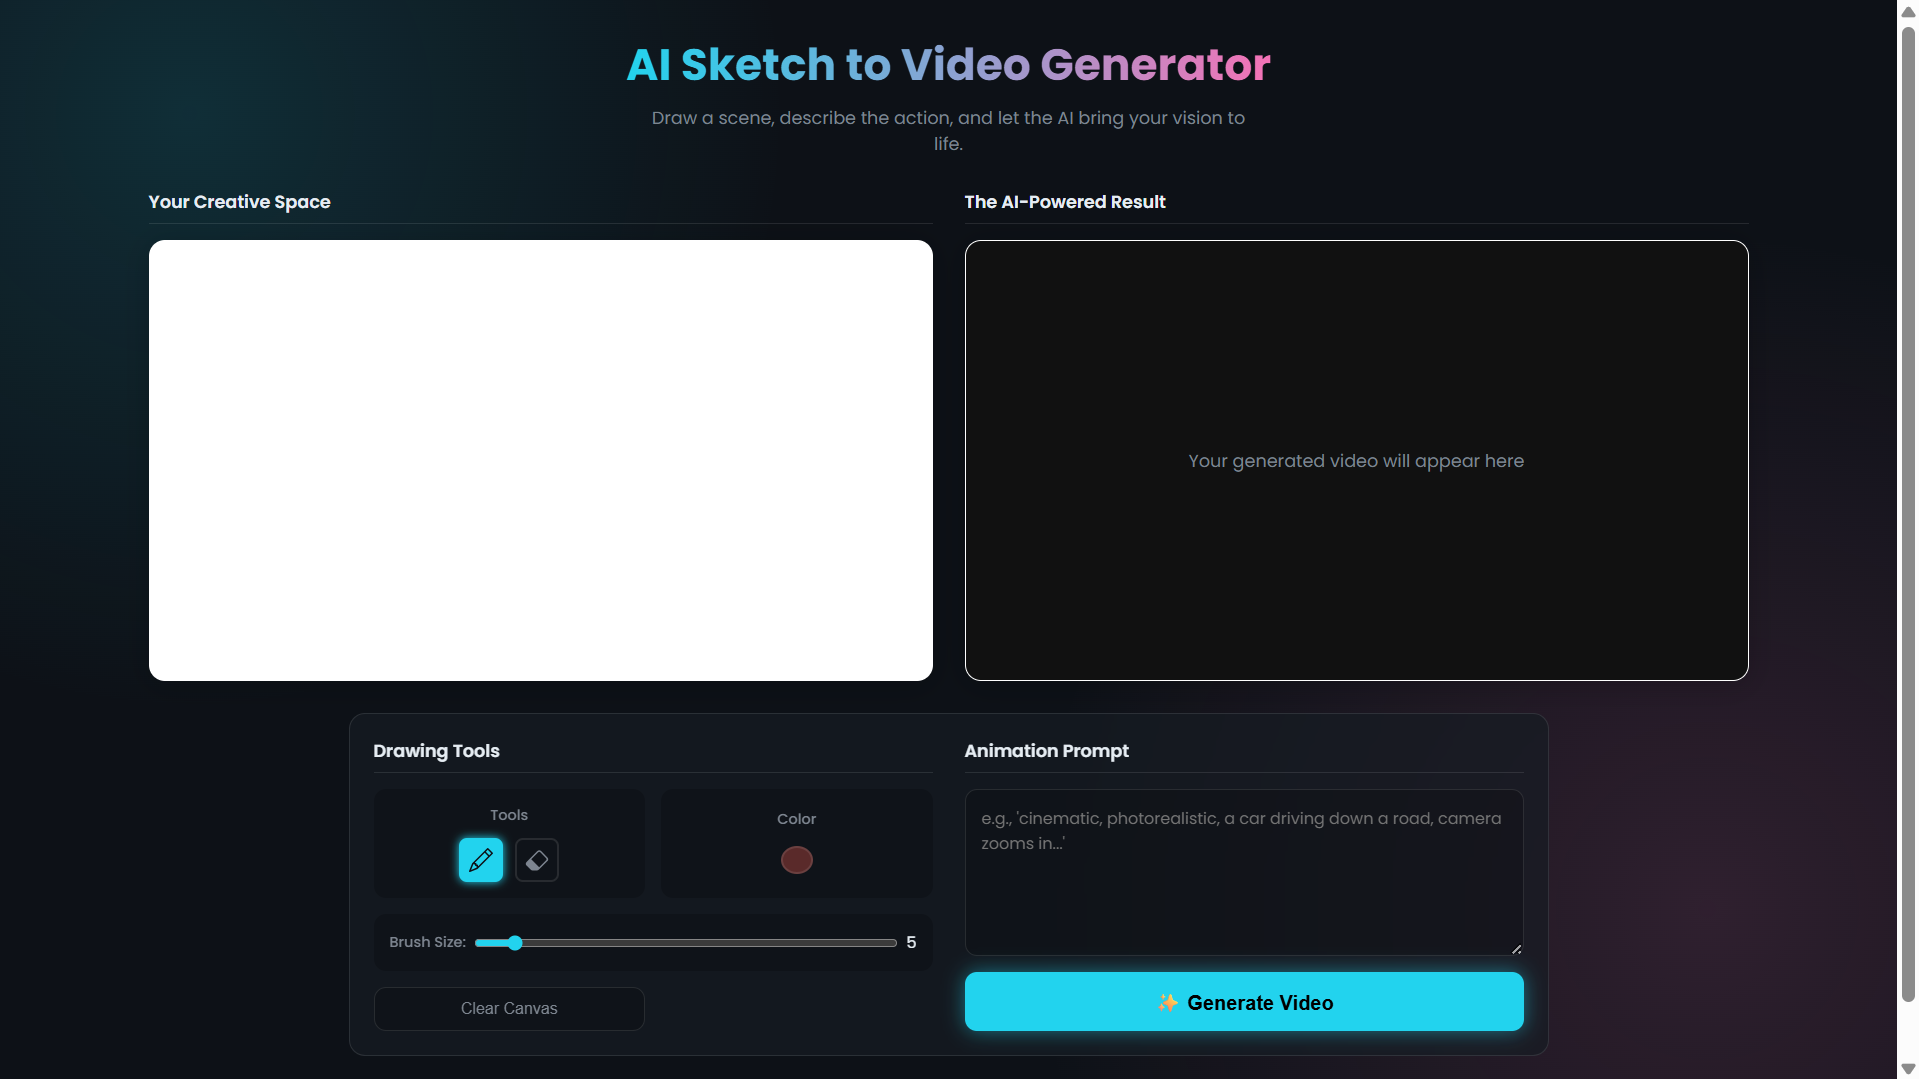 AI Sketch to Video Generator
Draw a scene, describe the action, and let the AI bring your vision to
life.
Your Creative Space
The AI-Powered Result
Your generated video will appear here
Drawing Tools
Animation Prompt
Tools
Color
e.g., 'cinematic, photorealistic, a car driving down a road, camera
zooms in...'
Brush Size:
5
Clear Canvas
✨ Generate Video